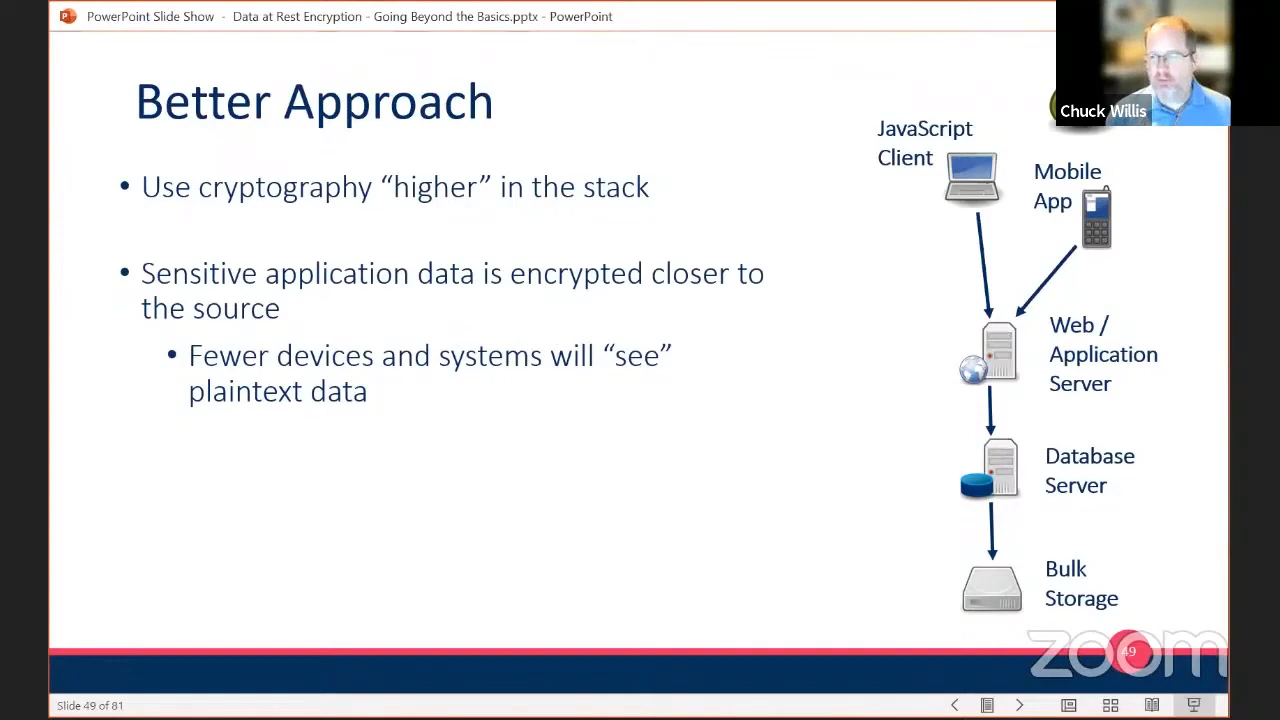 PowerPoint Slide Show - Data at Rest Encryption - Going Beyond the Basics.pptx - PowerPoint
Chuck Willis
Better Approach
• Use cryptography “higher” in the stack
• Sensitive application data is encrypted closer to
the source
• Fewer devices and systems will “see”
plaintext data
JavaScript
Client
Mobile
App
Web /
Application
Server
Database
Server
Bulk
Storage
49
zoom
Slide 49 of 81